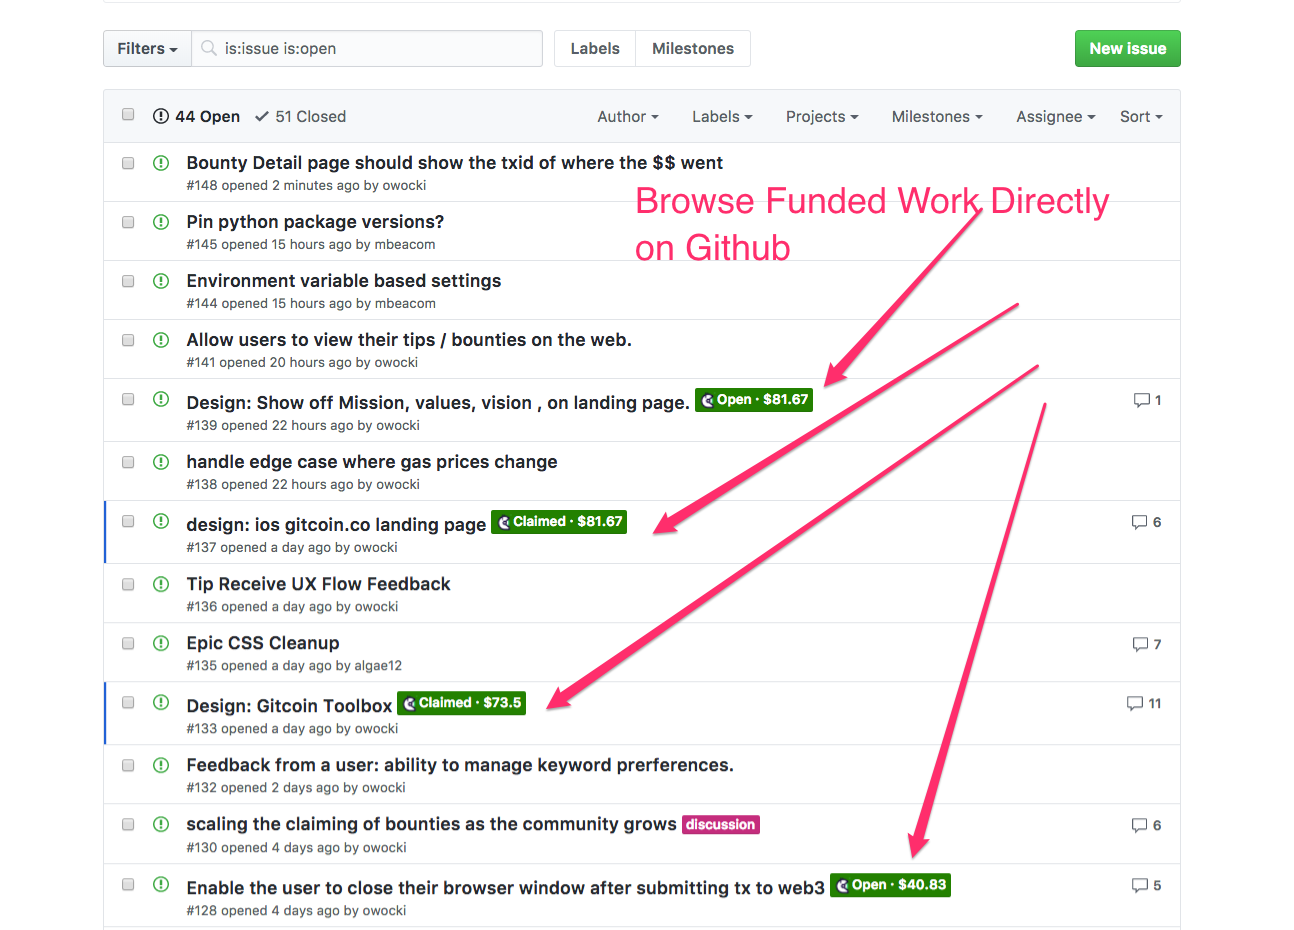 Filters
is:issue is:open
Labels
Milestones
New issue
44 Open
51 Closed
Author
Labels
Projects
Milestones
Assignee
Sort
Bounty Detail page should show the txid of where the $$ went
#148 opened 2 minutes ago by owocki
Browse Funded Work Directly
on Github
Pin python package versions?
#145 opened 15 hours ago by mbeacom
Environment variable based settings
#144 opened 15 hours ago by mbeacom
Allow users to view their tips / bounties on the web.
#141 opened 20 hours ago by owocki
Design: Show off Mission, values, vision , on landing page. Open · $81.67
1
#139 opened 22 hours ago by owocki
handle edge case where gas prices change
#138 opened 22 hours ago by owocki
design: ios gitcoin.co landing page Claimed · $81.67
6
#137 opened a day ago by owocki
Tip Receive UX Flow Feedback
#136 opened a day ago by owocki
Epic CSS Cleanup
7
#135 opened a day ago by algae12
Design: Gitcoin Toolbox Claimed · $73.5
11
#133 opened a day ago by owocki
Feedback from a user: ability to manage keyword prerferences.
#132 opened 2 days ago by owocki
scaling the claiming of bounties as the community grows discussion
6
#130 opened 4 days ago by owocki
Enable the user to close their browser window after submitting tx to web3 Open · $40.83
5
#128 opened 4 days ago by owocki